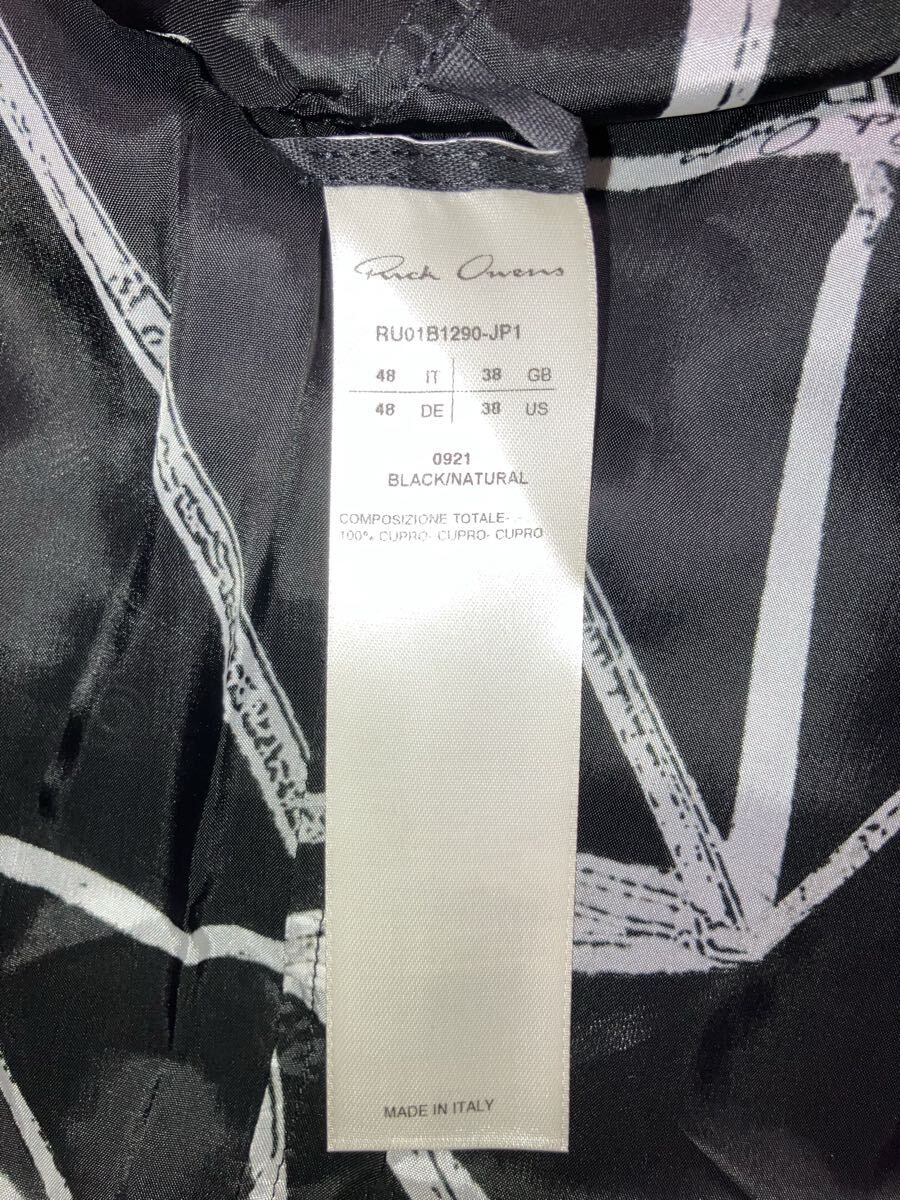 Rick Owens
RU01B1290-JP1
48 IT 38 GB
48 DE 38 US
0921
BLACK/NATURAL
COMPOSIZIONE TOTALE- -
100% CUPRO- CUPRO- CUPRO
MADE IN ITALY